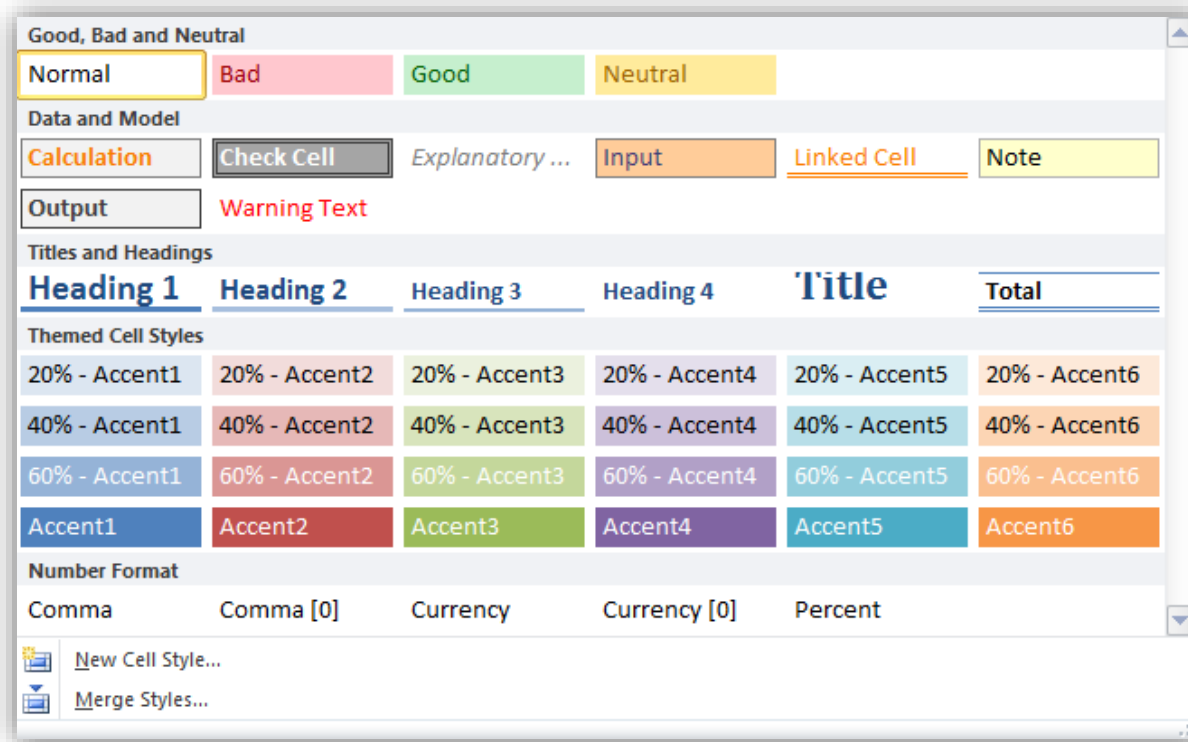 Good, Bad and Neutral
Normal Bad Good Neutral
Data and Model
Calculation Check Cell Explanatory ... Input Linked Cell Note
Output Warning Text
Titles and Headings
Heading 1 Heading 2 Heading 3 Heading 4 Title Total
Themed Cell Styles
20% - Accent1 20% - Accent2 20% - Accent3 20% - Accent4 20% - Accent5 20% - Accent6
40% - Accent1 40% - Accent2 40% - Accent3 40% - Accent4 40% - Accent5 40% - Accent6
60% - Accent1 60% - Accent2 60% - Accent3 60% - Accent4 60% - Accent5 60% - Accent6
Accent1 Accent2 Accent3 Accent4 Accent5 Accent6
Number Format
Comma Comma [0] Currency Currency [0] Percent
New Cell Style...
Merge Styles...